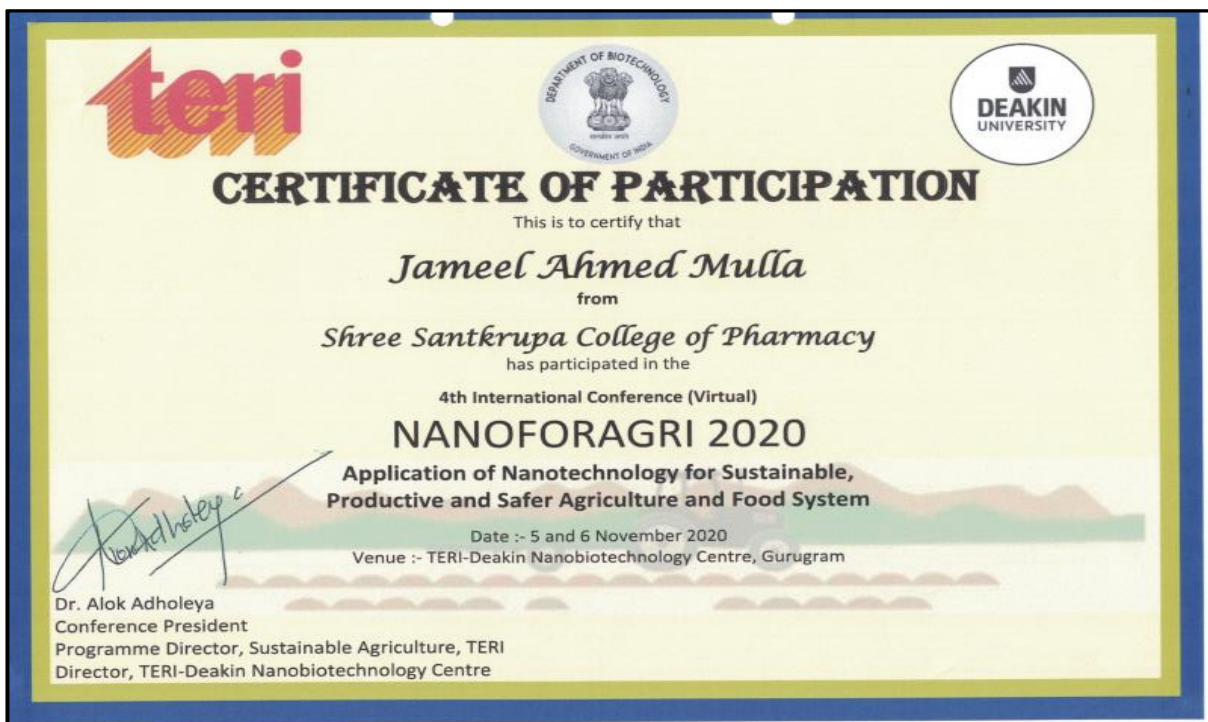 teri
DEPARTMENT OF BIOTECHNOLOGY
GOVERNMENT OF INDIA
DEAKIN
UNIVERSITY
CERTIFICATE OF PARTICIPATION
This is to certify that
Jameel Ahmed Mulla
from
Shree Santkrupa College of Pharmacy
has participated in the
4th International Conference (Virtual)
NANOFORAGRI 2020
Application of Nanotechnology for Sustainable,
Productive and Safer Agriculture and Food System
Date :- 5 and 6 November 2020
Venue :- TERI-Deakin Nanobiotechnology Centre, Gurugram
Dr. Alok Adholeya
Conference President
Programme Director, Sustainable Agriculture, TERI
Director, TERI-Deakin Nanobiotechnology Centre